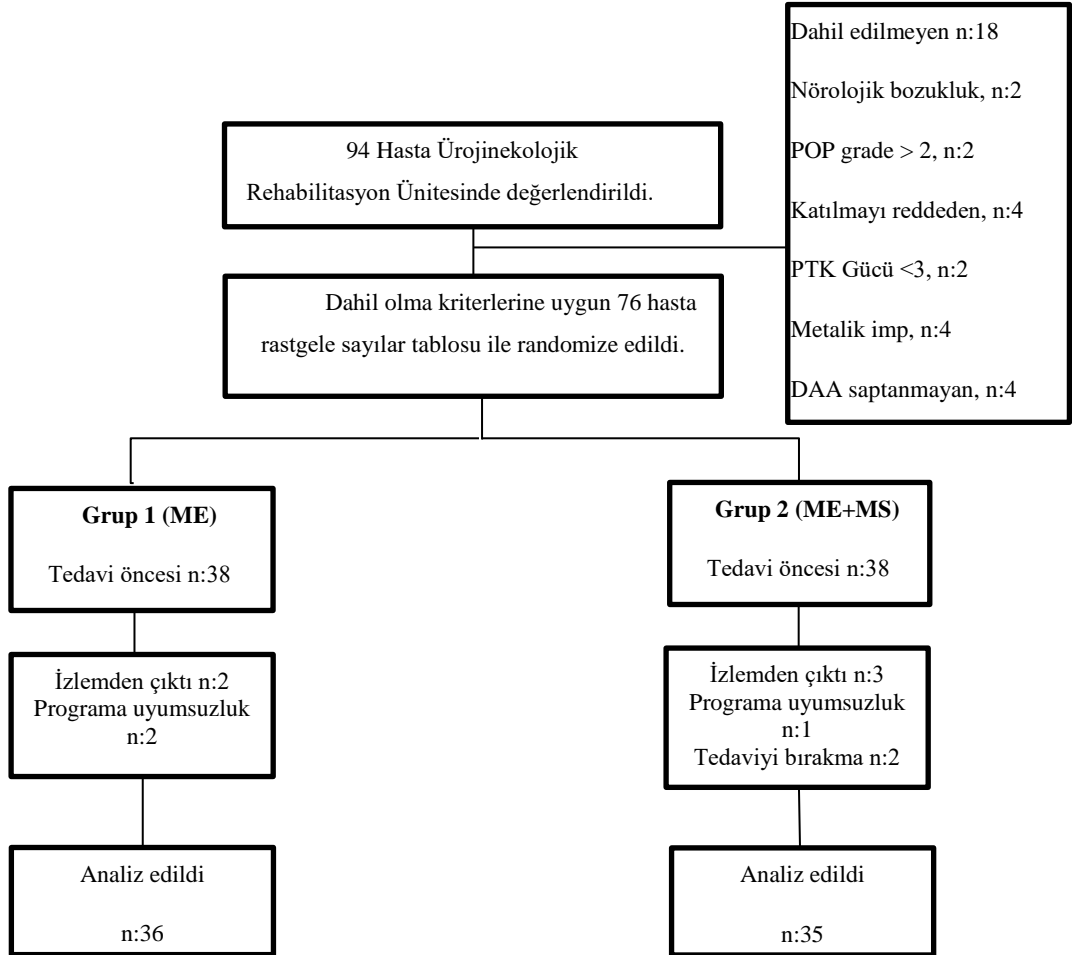 94 Hasta Ürojinekolojik
Rehabilitasyon Ünitesinde değerlendirildi.
Dahil edilmeyen n:18
Nörolojik bozukluk, n:2
POP grade > 2, n:2
Katılmayı reddeden, n:4
PTK Gücü <3, n:2
Metalik imp, n:4
DAA saptanmayan, n:4
Dahil olma kriterlerine uygun 76 hasta
rastgele sayılar tablosu ile randomize edildi.
Grup 1 (ME)
Tedavi öncesi n:38
İzlemden çıktı n:2
Programa uyumsuzluk
n:2
Analiz edildi
n:36
Grup 2 (ME+MS)
Tedavi öncesi n:38
İzlemden çıktı n:3
Programa uyumsuzluk
n:1
Tedaviyi bırakma n:2
Analiz edildi
n:35